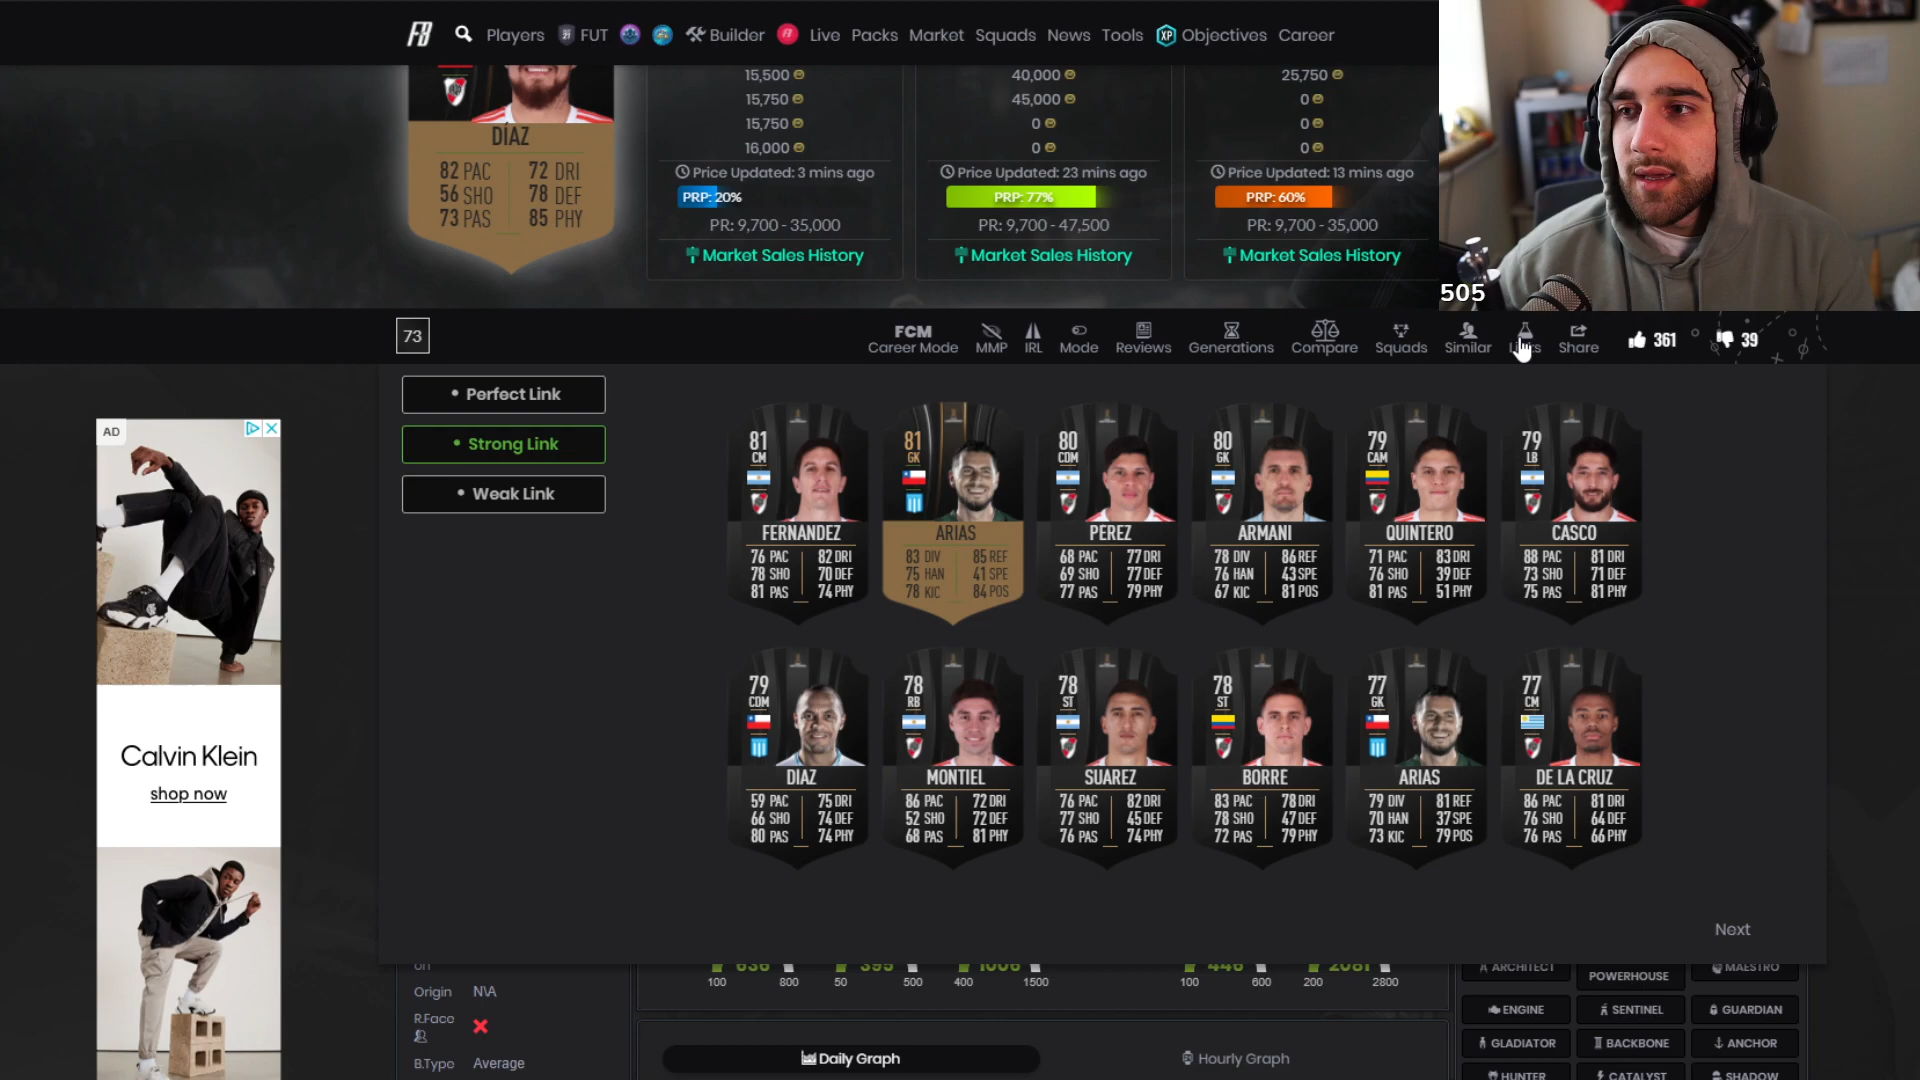 FB Players 21 FUT Builder Live Packs Market Squads News Tools XP Objectives Career
DÍAZ
82 PAC 72 DRI
56 SHO 78 DEF
73 PAS 85 PHY
15,500
15,750
15,750
16,000
Price Updated: 3 mins ago
PRP: 20%
PR: 9,700 - 35,000
Market Sales History
40,000
45,000
0
0
Price Updated: 23 mins ago
PRP: 77%
PR: 9,700 - 47,500
Market Sales History
25,750
0
0
0
Price Updated: 13 mins ago
PRP: 60%
PR: 9,700 - 35,000
Market Sales History
505
73
FCM
Career Mode MMP IRL Mode Reviews Generations Compare Squads Similar Share 361 39
• Perfect Link
• Strong Link
• Weak Link
AD
Calvin Klein
shop now
81
CM
FERNANDEZ
76 PAC 82 DRI
78 SHO 70 DEF
81 PAS 74 PHY
81
GK
ARIAS
83 DIV 85 REF
75 HAN 41 SPE
78 KIC 84 POS
80
CDM
PEREZ
68 PAC 77 DRI
69 SHO 77 DEF
77 PAS 79 PHY
80
GK
ARMANI
78 DIV 86 REF
76 HAN 43 SPE
67 KIC 81 POS
79
CAM
QUINTERO
71 PAC 83 DRI
76 SHO 39 DEF
81 PAS 51 PHY
79
LB
CASCO
88 PAC 81 DRI
73 SHO 71 DEF
75 PAS 81 PHY
79
CDM
DIAZ
59 PAC 75 DRI
66 SHO 74 DEF
80 PAS 74 PHY
78
RB
MONTIEL
86 PAC 72 DRI
52 SHO 72 DEF
68 PAS 81 PHY
78
ST
SUAREZ
76 PAC 82 DRI
77 SHO 45 DEF
76 PAS 74 PHY
78
ST
BORRE
83 PAC 78 DRI
78 SHO 47 DEF
72 PAS 79 PHY
77
GK
ARIAS
79 DIV 81 REF
70 HAN 37 SPE
73 KIC 79 POS
77
CM
DE LA CRUZ
86 PAC 81 DRI
76 SHO 64 DEF
76 PAS 66 PHY
Next
on
Origin N\A
R.Face
B.Type Average
636 395 1006 446 2081
100 800 50 500 400 1500 100 600 200 2800
Daily Graph Hourly Graph
ARCHITECT POWERHOUSE MAESTRO
ENGINE SENTINEL GUARDIAN
GLADIATOR BACKBONE ANCHOR
HUNTER CATALYST SHADOW